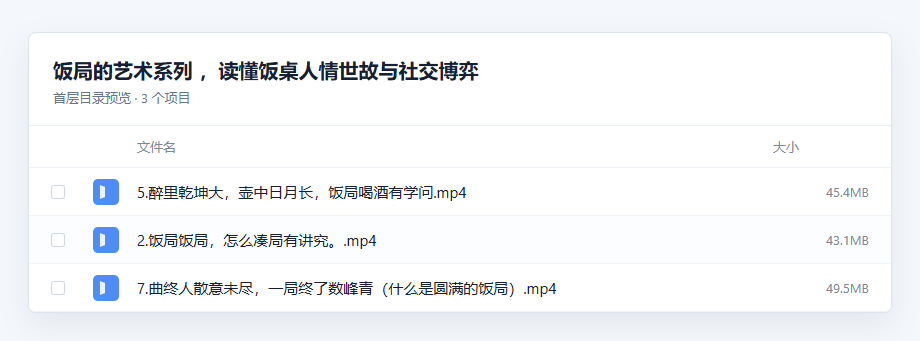 饭局的艺术系列 ，读懂饭桌人情世故与社交博弈
首层目录预览 · 3 个项目
文件名 大小
5.醉里乾坤大，壶中日月长，饭局喝酒有学问.mp4 45.4MB
2.饭局饭局，怎么凑局有讲究。.mp4 43.1MB
7.曲终人散意未尽，一局终了数峰青（什么是圆满的饭局）.mp4 49.5MB